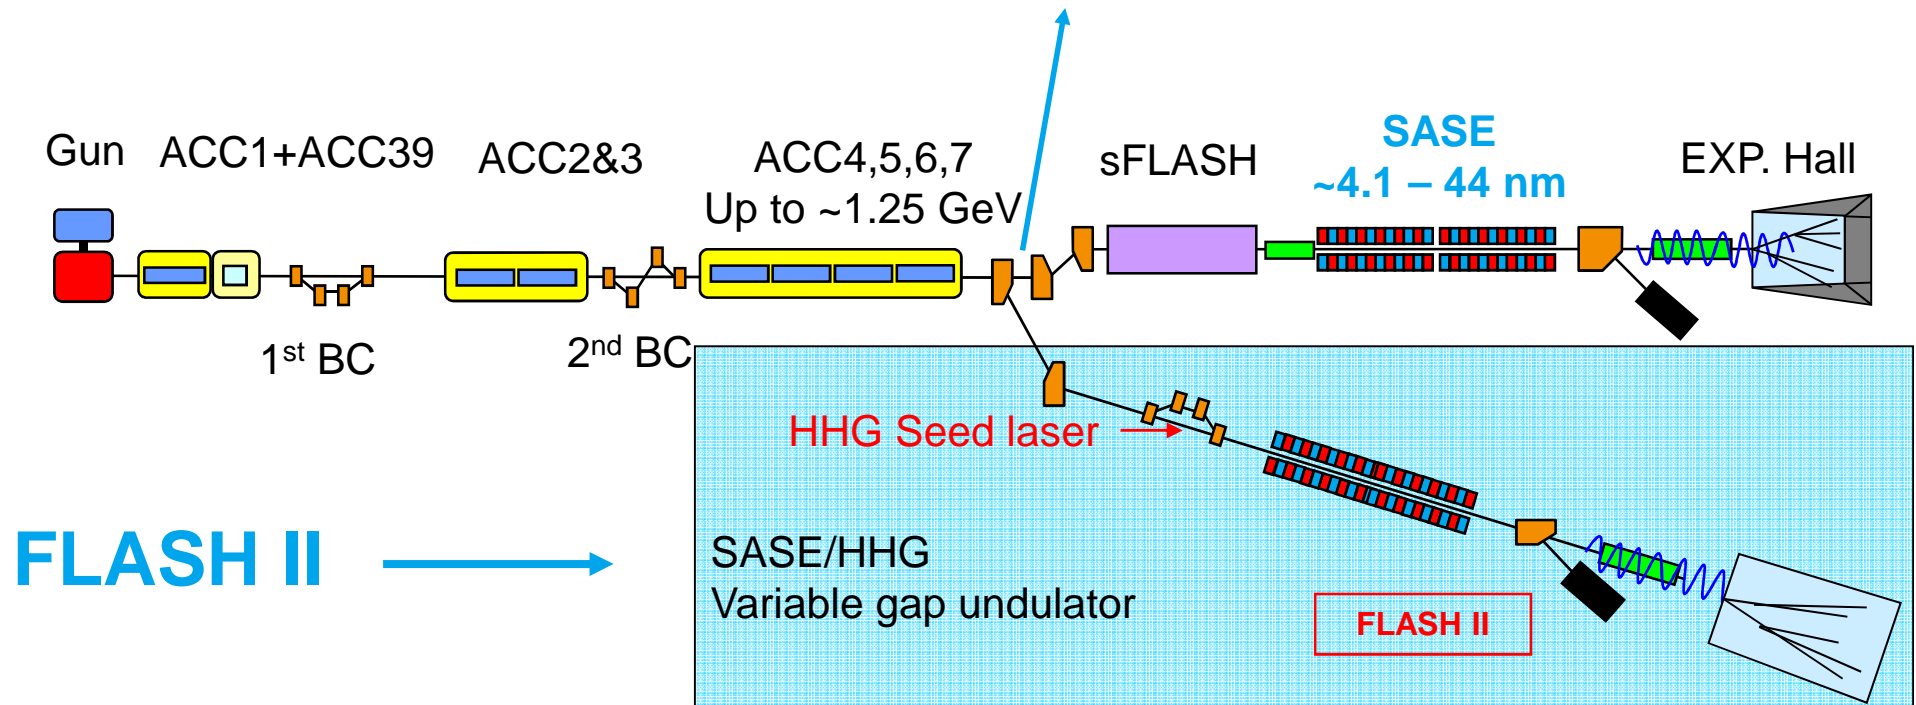 Gun
ACC1+ACC39
ACC2&3
ACC4,5,6,7
Up to ~1.25 GeV
sFLASH
SASE
~4.1 – 44 nm
EXP. Hall
1st BC
2nd BC
HHG Seed laser
FLASH II
SASE/HHG
Variable gap undulator
FLASH II